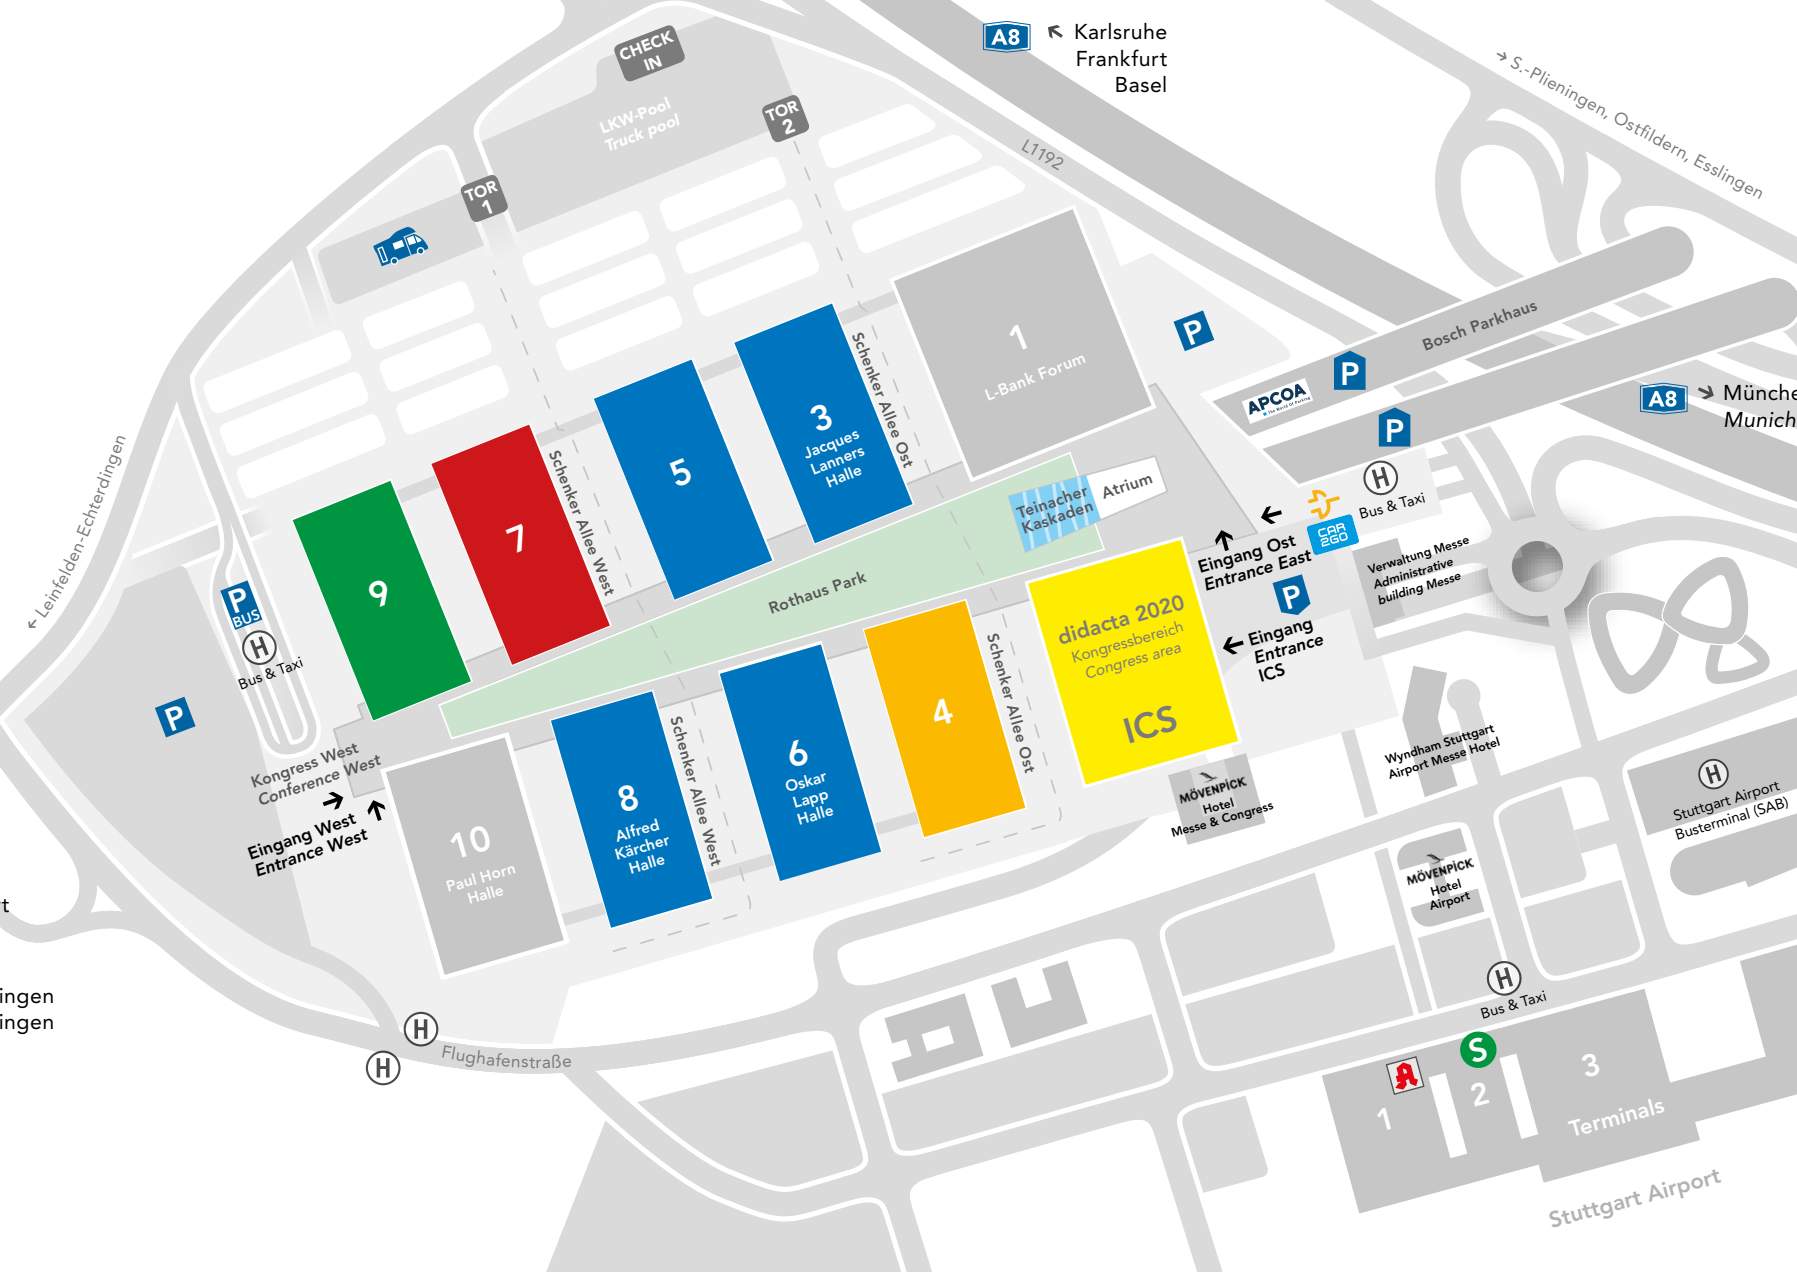 CHECK
IN
A8
Karlsruhe
Frankfurt
Basel
S.-Plieningen, Ostfildern, Esslingen
LKW-Pool
Truck pool
TOR
2
L1192
TOR
1
Bosch Parkhaus
P
P
APCOA
P
A8
Münche
Munich
1
L-Bank Forum
Schenker Allee Ost
3
Jacques
Lanners
Halle
5
7
Schenker Allee West
9
Leinfelden-Echterdingen
Teinacher
Kaskaden
Atrium
H
Bus & Taxi
CAR
2GO
Eingang Ost
Entrance East
Verwaltung Messe
Administrative
building Messe
P
Rothaus Park
P
BUS
H
Bus & Taxi
P
didacta 2020
Kongressbereich
Congress area
ICS
Eingang
Entrance
ICS
Schenker Allee Ost
4
6
Oskar
Lapp
Halle
Schenker Allee West
8
Alfred
Kärcher
Halle
10
Paul Horn
Halle
Kongress West
Conference West
Eingang West
Entrance West
Wyndham Stuttgart
Airport Messe Hotel
MÖVENPICK
Hotel
Messe & Congress
H
Stuttgart Airport
Busterminal (SAB)
MÖVENPICK
Hotel
Airport
t
ingen
ingen
H
H
Flughafenstraße
H
Bus & Taxi
S
1
2
3
Terminals
Stuttgart Airport